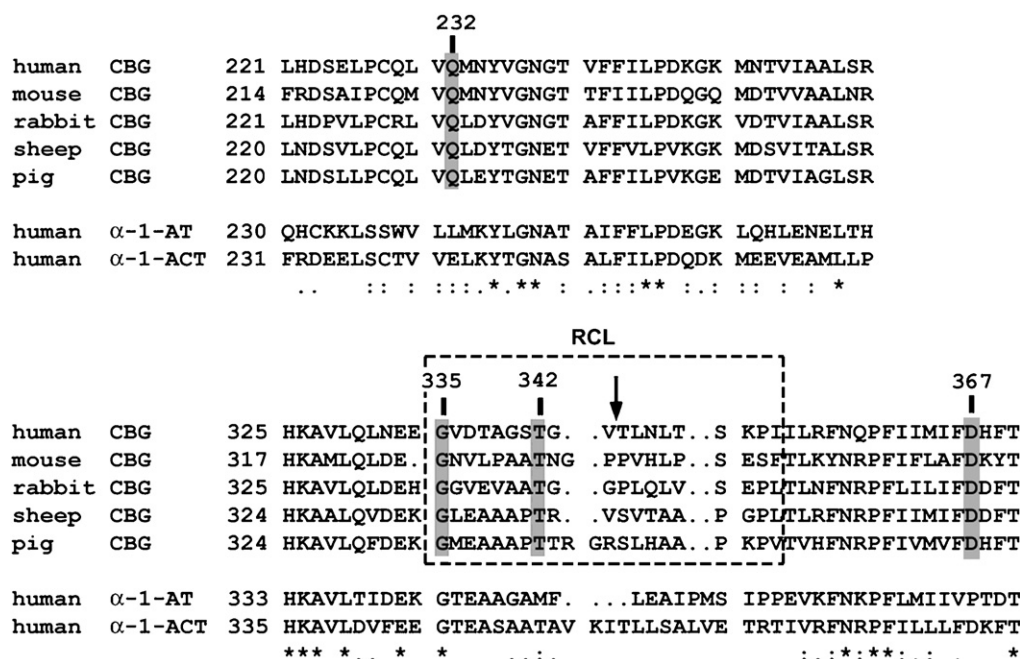 232
human CBG 221 LHDSELPCQL VQMNYVGNGT VFFILPDKGK MNTVIAALSR
mouse CBG 214 FRDSAIPCQM VQMNYVGNGT TFIILPDQGQ MDTVVAALNR
rabbit CBG 221 LHDPVLPCRL VQLDYVGNGT AFFILPDKGK VDTVIAALSR
sheep CBG 220 LNDSVLPCQL VQLDYTGNET VFFVLPVKGK MDSVITALSR
pig CBG 220 LNDSLLPCQL VQLEYTGNET AFFILPVKGE MDTVIAGLSR
human α-1-AT 230 QHCKKLSSWV LLMKYLGNAT AIFFLPDEGK LQHLENELTH
human α-1-ACT 231 FRDEELSCTV VELKYTGNAS ALFILPDQDK MEEVEAMLLP
. . : : : : : : . * . * * : . : : : * * : . : : : : : *
RCL
335 342 367
human CBG 325 HKAVLQLNEE GVDTAGSTG. .VTLNLT..S KPIILRFNQPFIIMIFDHFT
mouse CBG 317 HKAMLQLDE. GNVLPAATNG .PPVHLP..S ESFTLKYNRPFIFLAFDKYT
rabbit CBG 325 HKAVLQLDEH GGVEVAATG. .GPLQLV..S EPLTLNFNRPFLILIFDDFT
sheep CBG 324 HKAALQVDEK GLEAAAPTR. .VSVTAA..P GPLTLRFNRPFIIMIFDDFT
pig CBG 324 HKAVLQFDEK GMEAAAPTTR GRSLHAA..P KPVTVHFNRPFIVMVFDHFT
human α-1-AT 333 HKAVLTIDEK GTEAAGAMF. ...LEAIPMS IPPEVKFNKPFLMIIVPTDT
human α-1-ACT 335 HKAVLDVFEE GTEASAATAV KITLLSALVE TRTIVRFNRPFILLLFDKFT
* * * * . . * * . . : . : : * : * * : : : . *